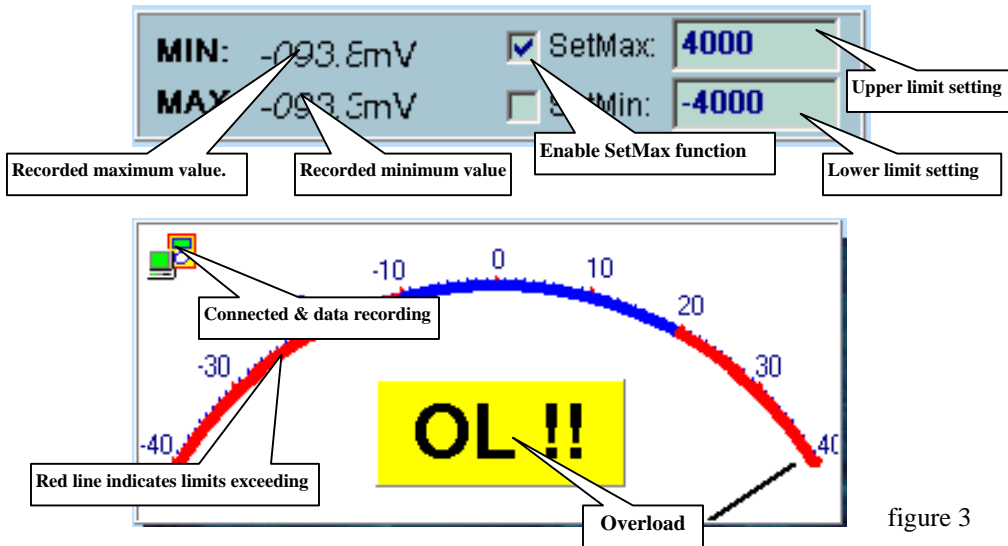 MIN: -093.8mV SetMax: 4000
Upper limit setting
MAX -093.3mV SetMin: -4000
Enable SetMax function
Recorded maximum value.
Recorded minimum value
Lower limit setting
-10 0 10
Connected & data recording
20
-30 30
OL !!
-40 40
Red line indicates limits exceeding
Overload
figure 3